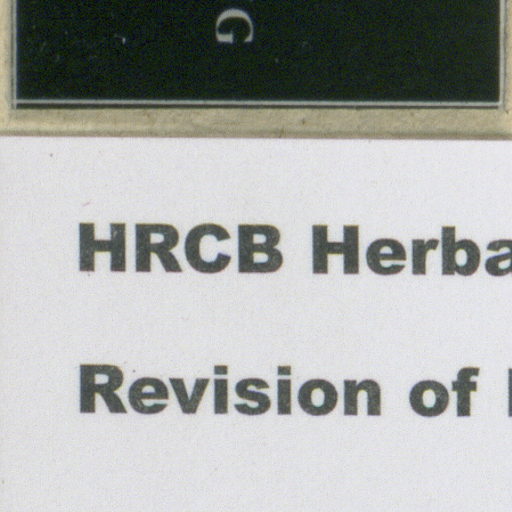 G
HRCB Herba
Revision of